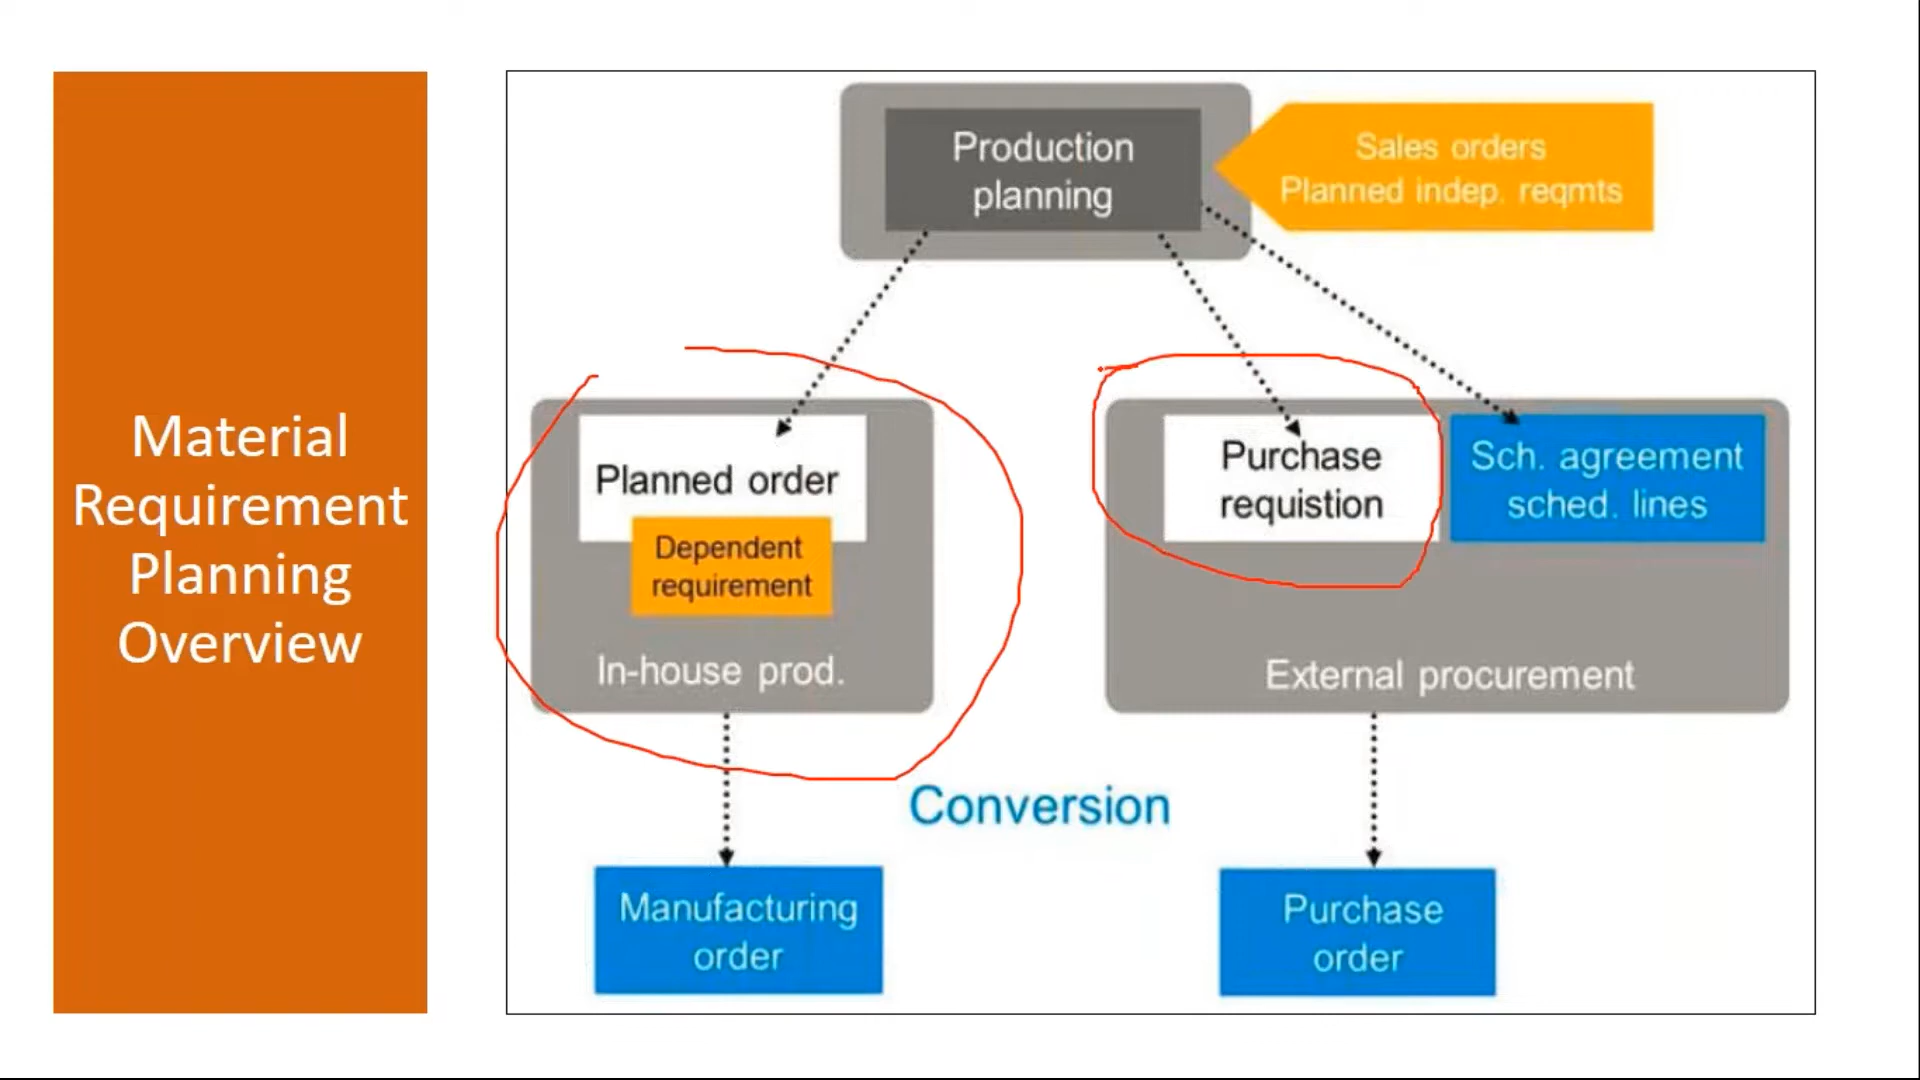 Material
Requirement
Planning
Overview
Production
planning
Sales orders
Planned indep. reqmts
Planned order
Dependent
requirement
In-house prod.
Purchase
requistion
Sch. agreement
sched. lines
External procurement
Conversion
Manufacturing
order
Purchase
order